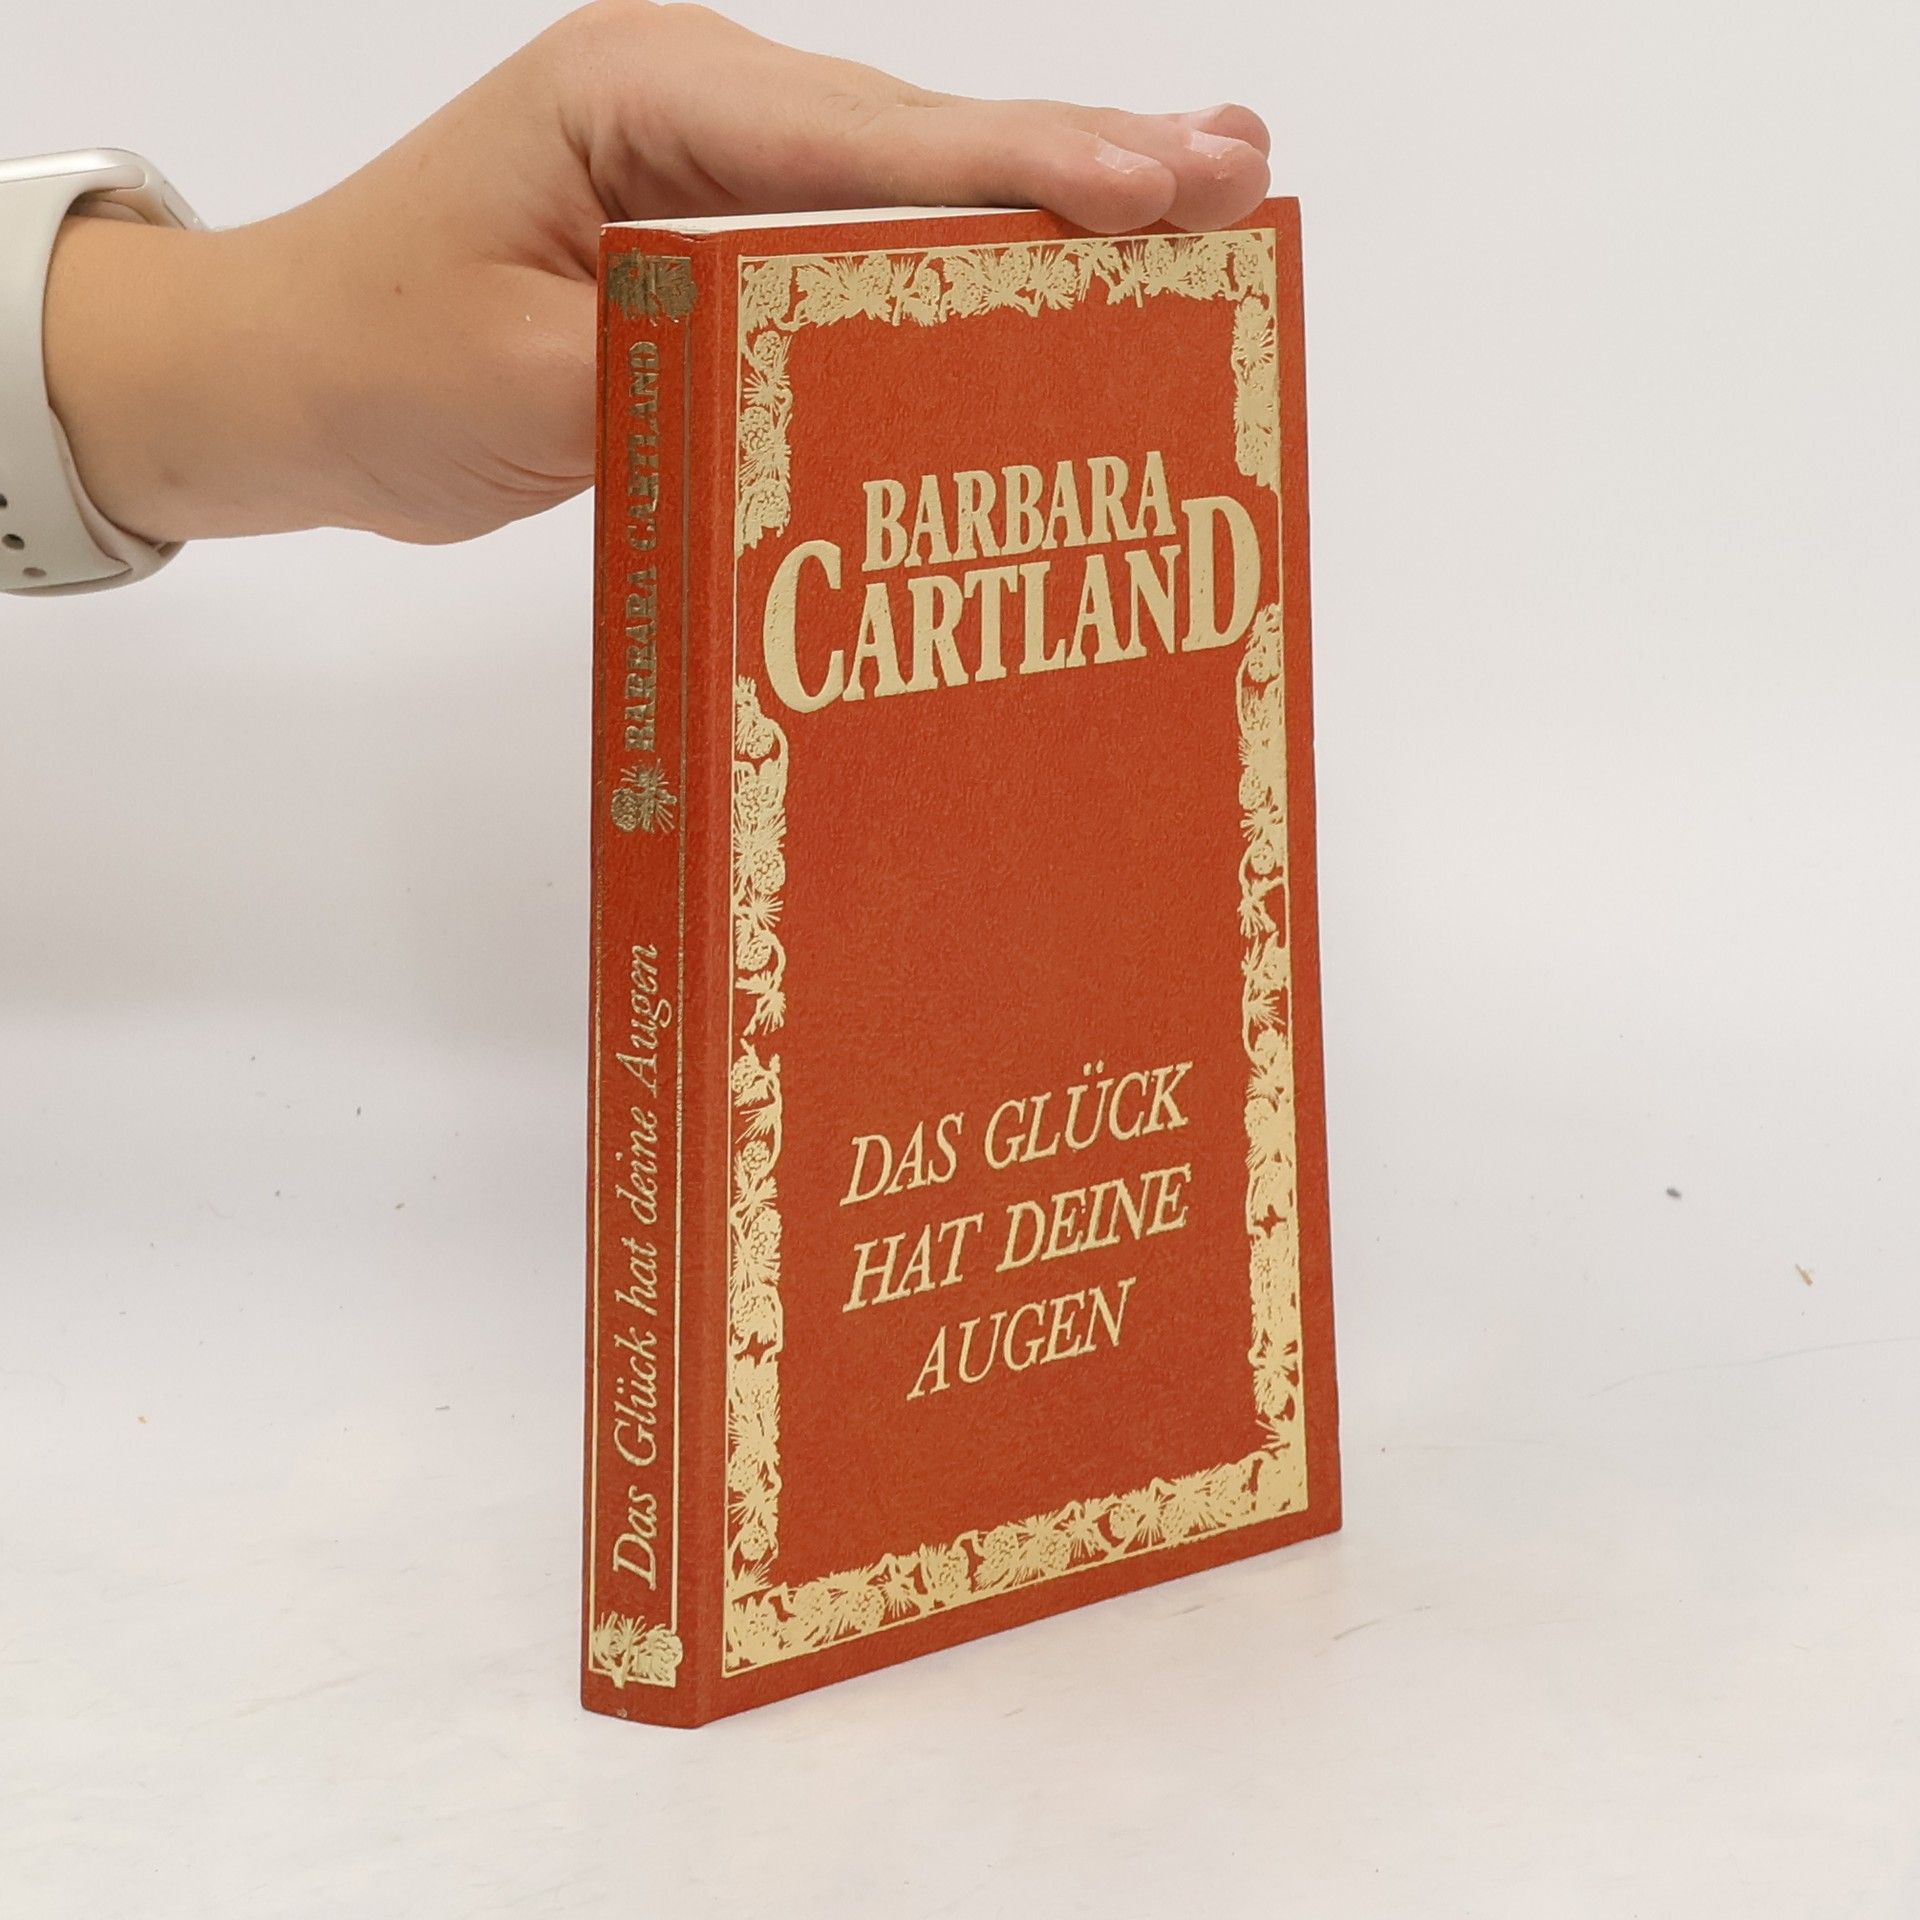 BARBARA CARTLAND
Das Glück hat deine Augen
BARBARA
CARTLAND
DAS GLÜCK
HAT DEINE
AUGEN